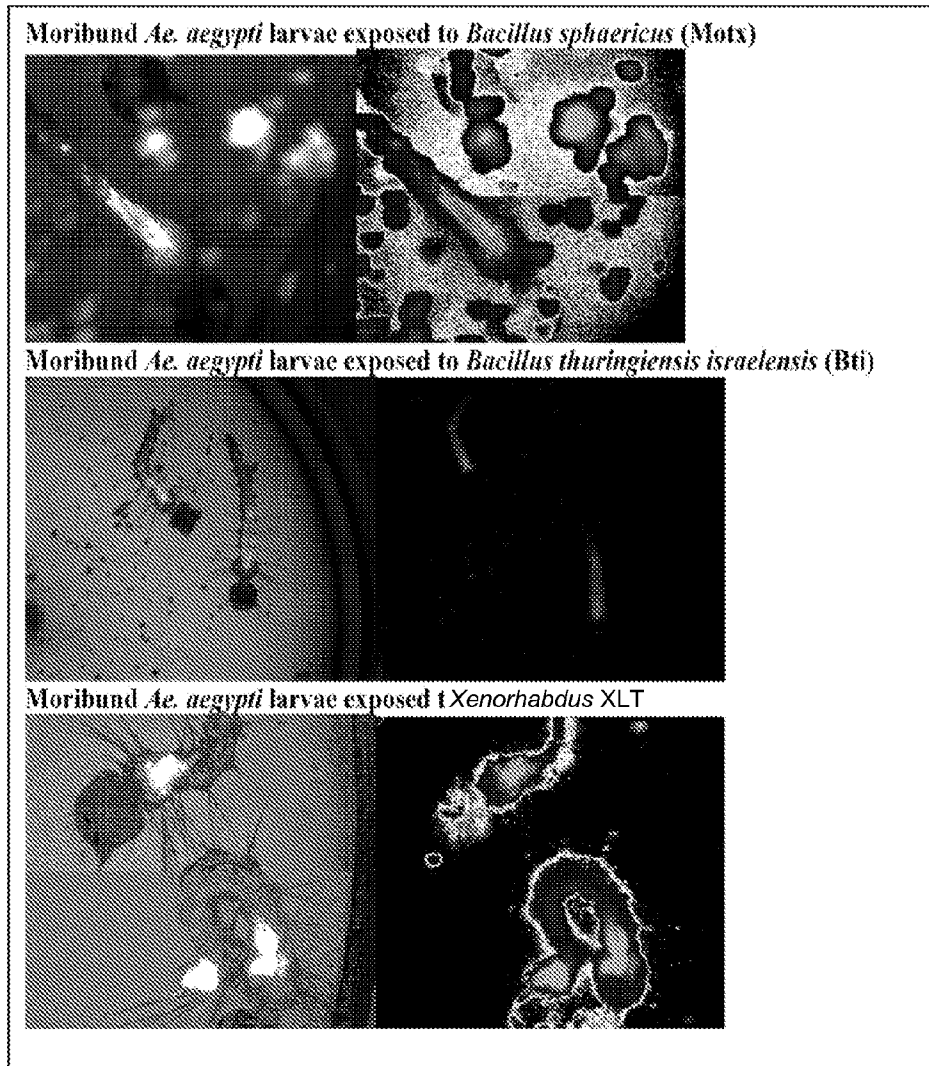 Moribund Ae. aegypti larvae exposed to Bacillus sphaericus (Motx)
Moribund Ae. aegypti larvae exposed to Bacillus thuringiensis israelensis (Bti)
Moribund Ae. aegypti larvae exposed t Xenorhabdus XLT